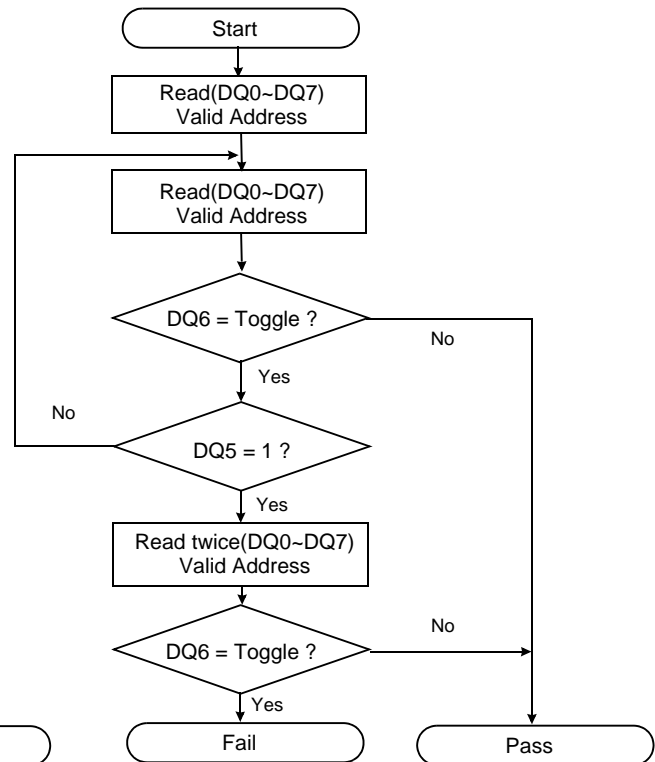 Start
Read(DQ0~DQ7)
Valid Address
Read(DQ0~DQ7)
Valid Address
DQ6 = Toggle ?
No
Yes
No
DQ5 = 1 ?
Yes
Read twice(DQ0~DQ7)
Valid Address
No
DQ6 = Toggle ?
Yes
Fail
Pass